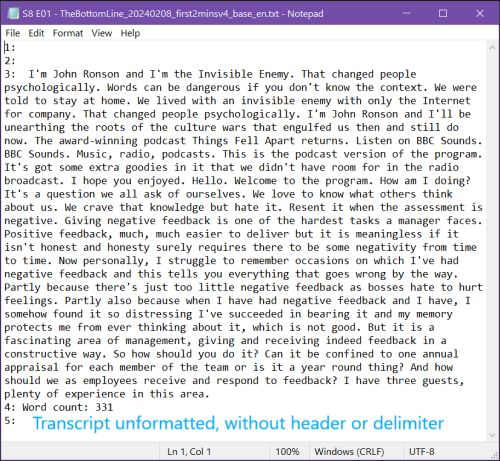 S8 E01 - TheBottomLine_20240208_first2minsv4_base_en.txt - Notepad
File Edit Format View Help
1:
2:
3:  I'm John Ronson and I'm the Invisible Enemy. That changed people
psychologically. Words can be dangerous if you don't know the context. We were
told to stay at home. We lived with an invisible enemy with only the Internet
for company. That changed people psychologically. I'm John Ronson and I'll be
unearthing the roots of the culture wars that engulfed us then and still do
now. The award-winning podcast Things Fell Apart returns. Listen on BBC Sounds.
BBC Sounds. Music, radio, podcasts. This is the podcast version of the program.
It's got some extra goodies in it that we didn't have room for in the radio
broadcast. I hope you enjoyed. Hello. Welcome to the program. How am I doing?
It's a question we all ask of ourselves. We love to know what others think
about us. We crave that knowledge but hate it. Resent it when the assessment is
negative. Giving negative feedback is one of the hardest tasks a manager faces.
Positive feedback, much, much easier to deliver but it is meaningless if it
isn't honest and honesty surely requires there to be some negativity from time
to time. Now personally, I struggle to remember occasions on which I've had
negative feedback and this tells you everything that goes wrong by the way.
Partly because there's just too little negative feedback as bosses hate to hurt
feelings. Partly also because when I have had negative feedback and I have, I
somehow found it so distressing I've succeeded in bearing it and my memory
protects me from ever thinking about it, which is not good. But it is a
fascinating area of management, giving and receiving indeed feedback in a
constructive way. So how should you do it? Can it be confined to one annual
appraisal for each member of the team or is it a year round thing? And how
should we as employees receive and respond to feedback? I have three guests,
plenty of experience in this area.
4: Word count: 331
5:
Transcript unformatted, without header or delimiter
Ln 1, Col 1 100% Windows (CRLF) UTF-8